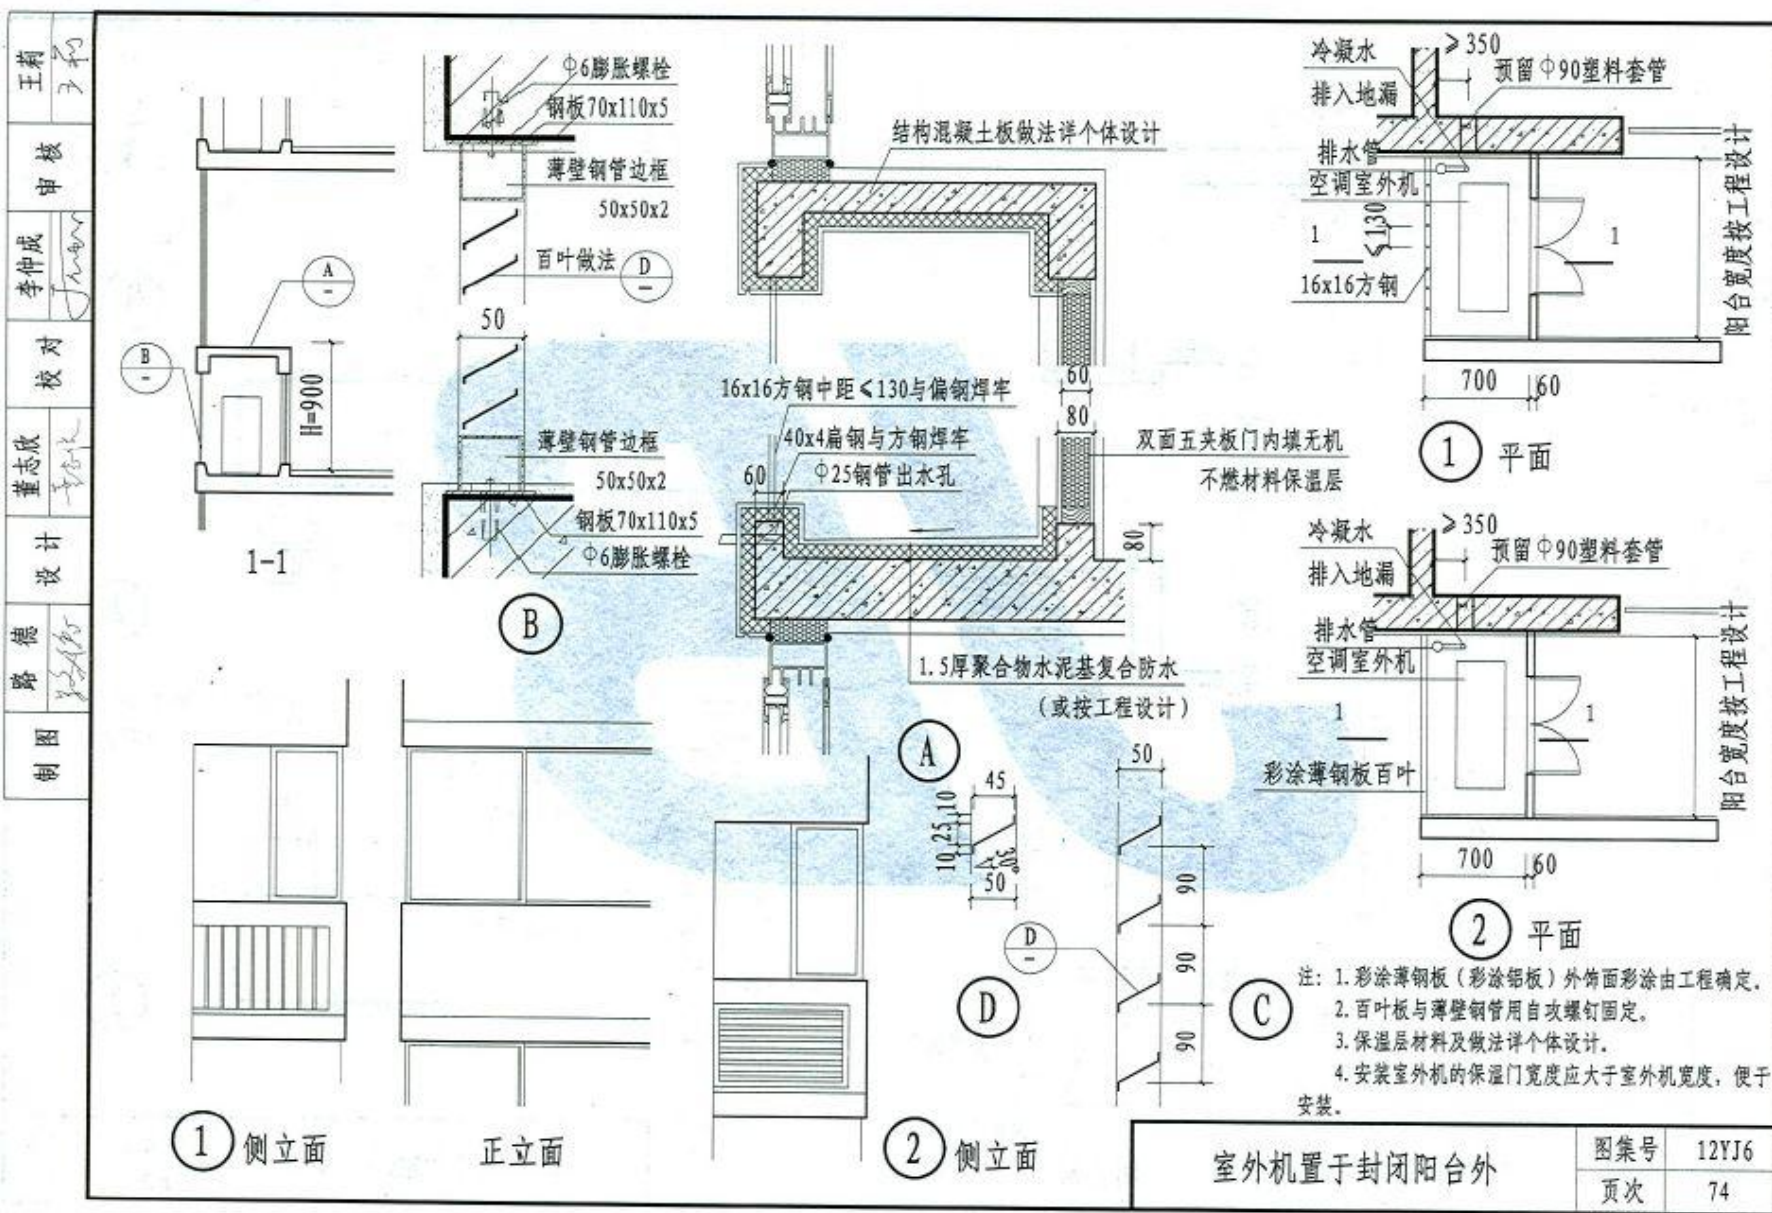 王莉
审核
李仲成
校对
董志欣
设计
路德
制图
A
-
B
-
H=900
1-1
Φ6膨胀螺栓
钢板70x110x5
薄壁钢管边框
50x50x2
百叶做法
D
-
50
薄壁钢管边框
50x50x2
钢板70x110x5
Φ6膨胀螺栓
B
结构混凝土板做法详个体设计
16x16方钢中距≤130与偏钢焊牢
40x4扁钢与方钢焊牢
60
Φ25钢管出水孔
60
80
双面五夹板门内填无机
不燃材料保温层
80
1.5厚聚合物水泥基复合防水
(或按工程设计)
A
冷凝水
排入地漏
≥350
预留Φ90塑料套管
排水管
空调室外机
1
≤130
1
16x16方钢
阳台宽度按工程设计
700
60
1
平面
冷凝水
排入地漏
≥350
预留Φ90塑料套管
排水管
空调室外机
1
1
彩涂薄钢板百叶
阳台宽度按工程设计
700
60
2
平面
1
侧立面
正立面
2
侧立面
45
10
25
10
30°
50
D
50
D
-
90
90
90
C
注: 1.彩涂薄钢板(彩涂铝板)外饰面彩涂由工程确定。
2.百叶板与薄壁钢管用自攻螺钉固定。
3.保温层材料及做法详个体设计。
4.安装室外机的保温门宽度应大于室外机宽度,便于
安装。
室外机置于封闭阳台外
图集号
12YJ6
页次
74